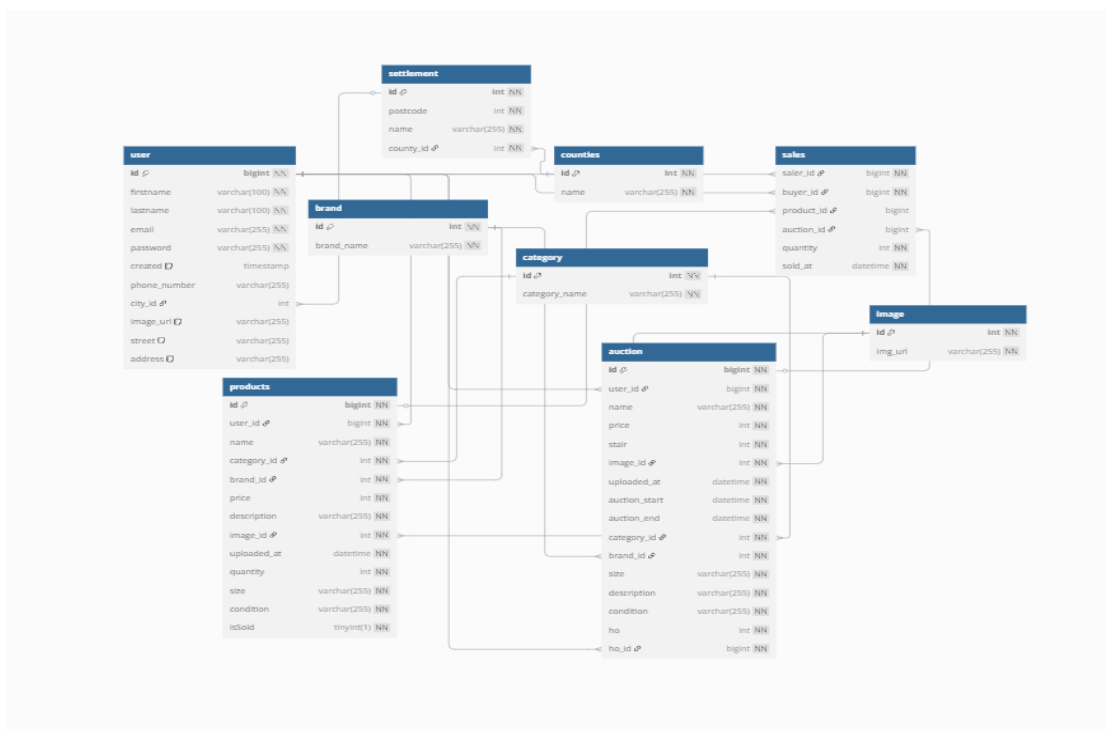 settlement
id int NN
postcode int NN
name varchar(255) NN
county_id int NN
user
id bigint NN
firstname varchar(100) NN
lastname varchar(100) NN
email varchar(255) NN
password varchar(255) NN
created timestamp
phone_number varchar(255)
city_id int
image_url varchar(255)
street varchar(255)
address varchar(255)
brand
id int NN
brand_name varchar(255) NN
counties
id int NN
name varchar(255) NN
sales
saler_id bigint NN
buyer_id bigint NN
product_id bigint
auction_id bigint
quantity int NN
sold_at datetime NN
category
id int NN
category_name varchar(255) NN
image
id int NN
img_url varchar(255) NN
auction
id bigint NN
user_id bigint NN
name varchar(255) NN
price int NN
stair int NN
image_id int NN
uploaded_at datetime NN
auction_start datetime NN
auction_end datetime NN
category_id int NN
brand_id int NN
size varchar(255) NN
description varchar(255) NN
condition varchar(255) NN
ho int NN
ho_id bigint NN
products
id bigint NN
user_id bigint NN
name varchar(255) NN
category_id int NN
brand_id int NN
price int NN
description varchar(255) NN
image_id int NN
uploaded_at datetime NN
quantity int NN
size varchar(255) NN
condition varchar(255) NN
isSold tinyint(1) NN